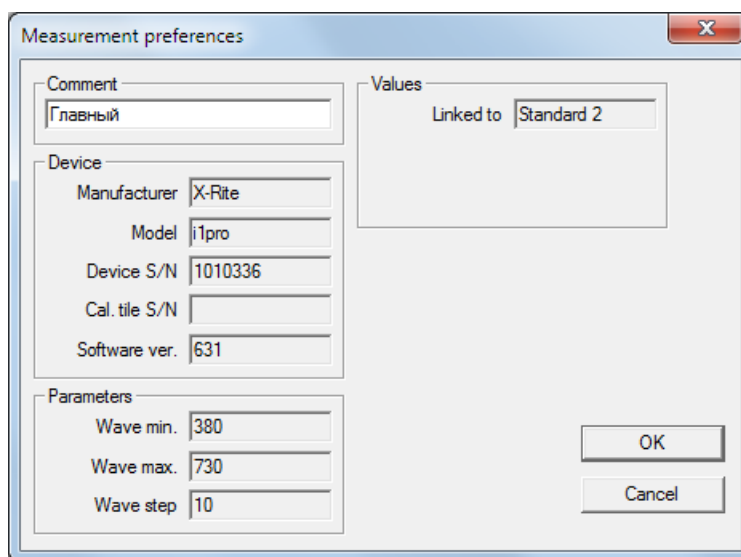 Measurement preferences
Comment
Главный
Device
Manufacturer X-Rite
Model i1pro
Device S/N 1010336
Cal. tile S/N
Software ver. 631
Parameters
Wave min. 380
Wave max. 730
Wave step 10
Values
Linked to Standard 2
OK
Cancel